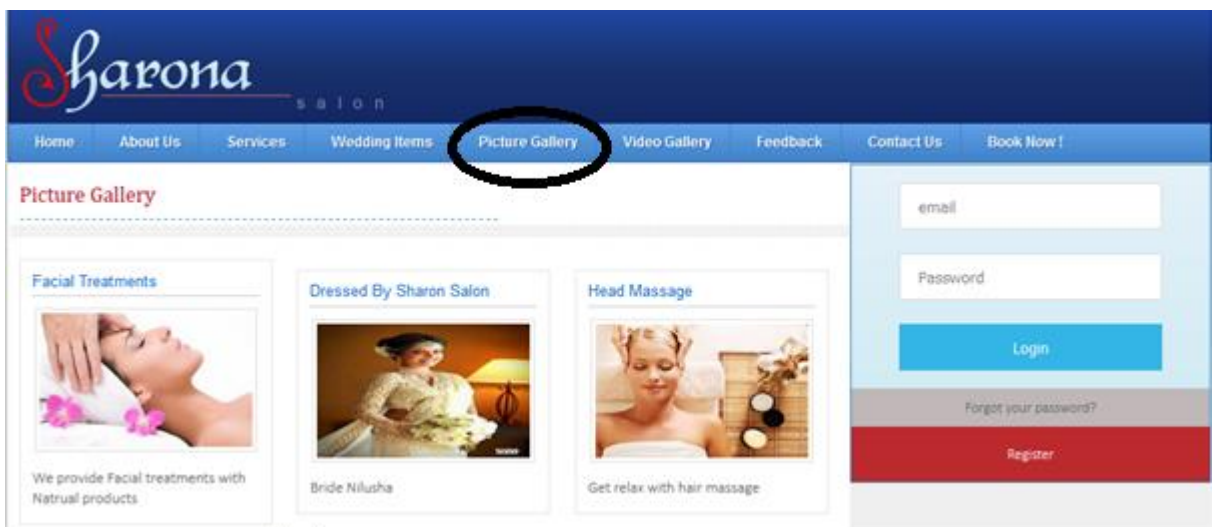 Sharona
salon
Home About Us Services Wedding Items Picture Gallery Video Gallery Feedback Contact Us Book Now !
Picture Gallery
Facial Treatments
We provide Facial treatments with
Natrual products
Dressed By Sharon Salon
Bride Nilusha
Head Massage
Get relax with hair massage
email
Password
Login
Forgot your password?
Register